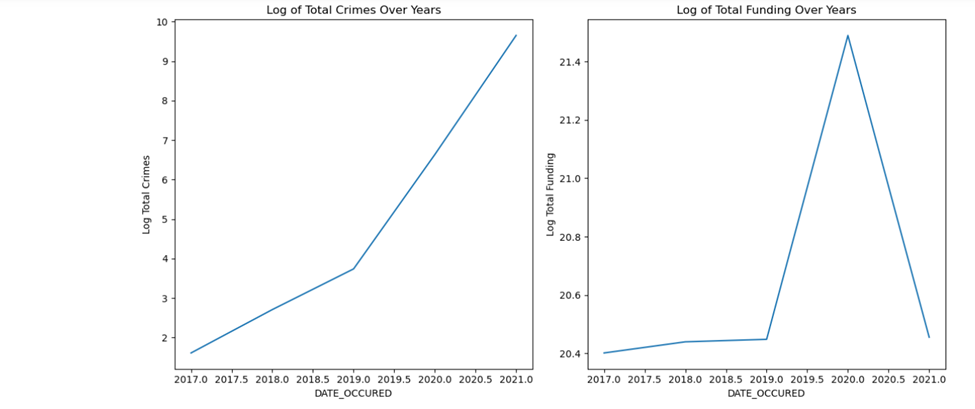 Log of Total Crimes Over Years
Log Total Crimes
10
9
8
7
6
5
4
3
2
2017.0 2017.5 2018.0 2018.5 2019.0 2019.5 2020.0 2020.5 2021.0
DATE_OCCURED
Log of Total Funding Over Years
Log Total Funding
21.4
21.2
21.0
20.8
20.6
20.4
2017.0 2017.5 2018.0 2018.5 2019.0 2019.5 2020.0 2020.5 2021.0
DATE_OCCURED